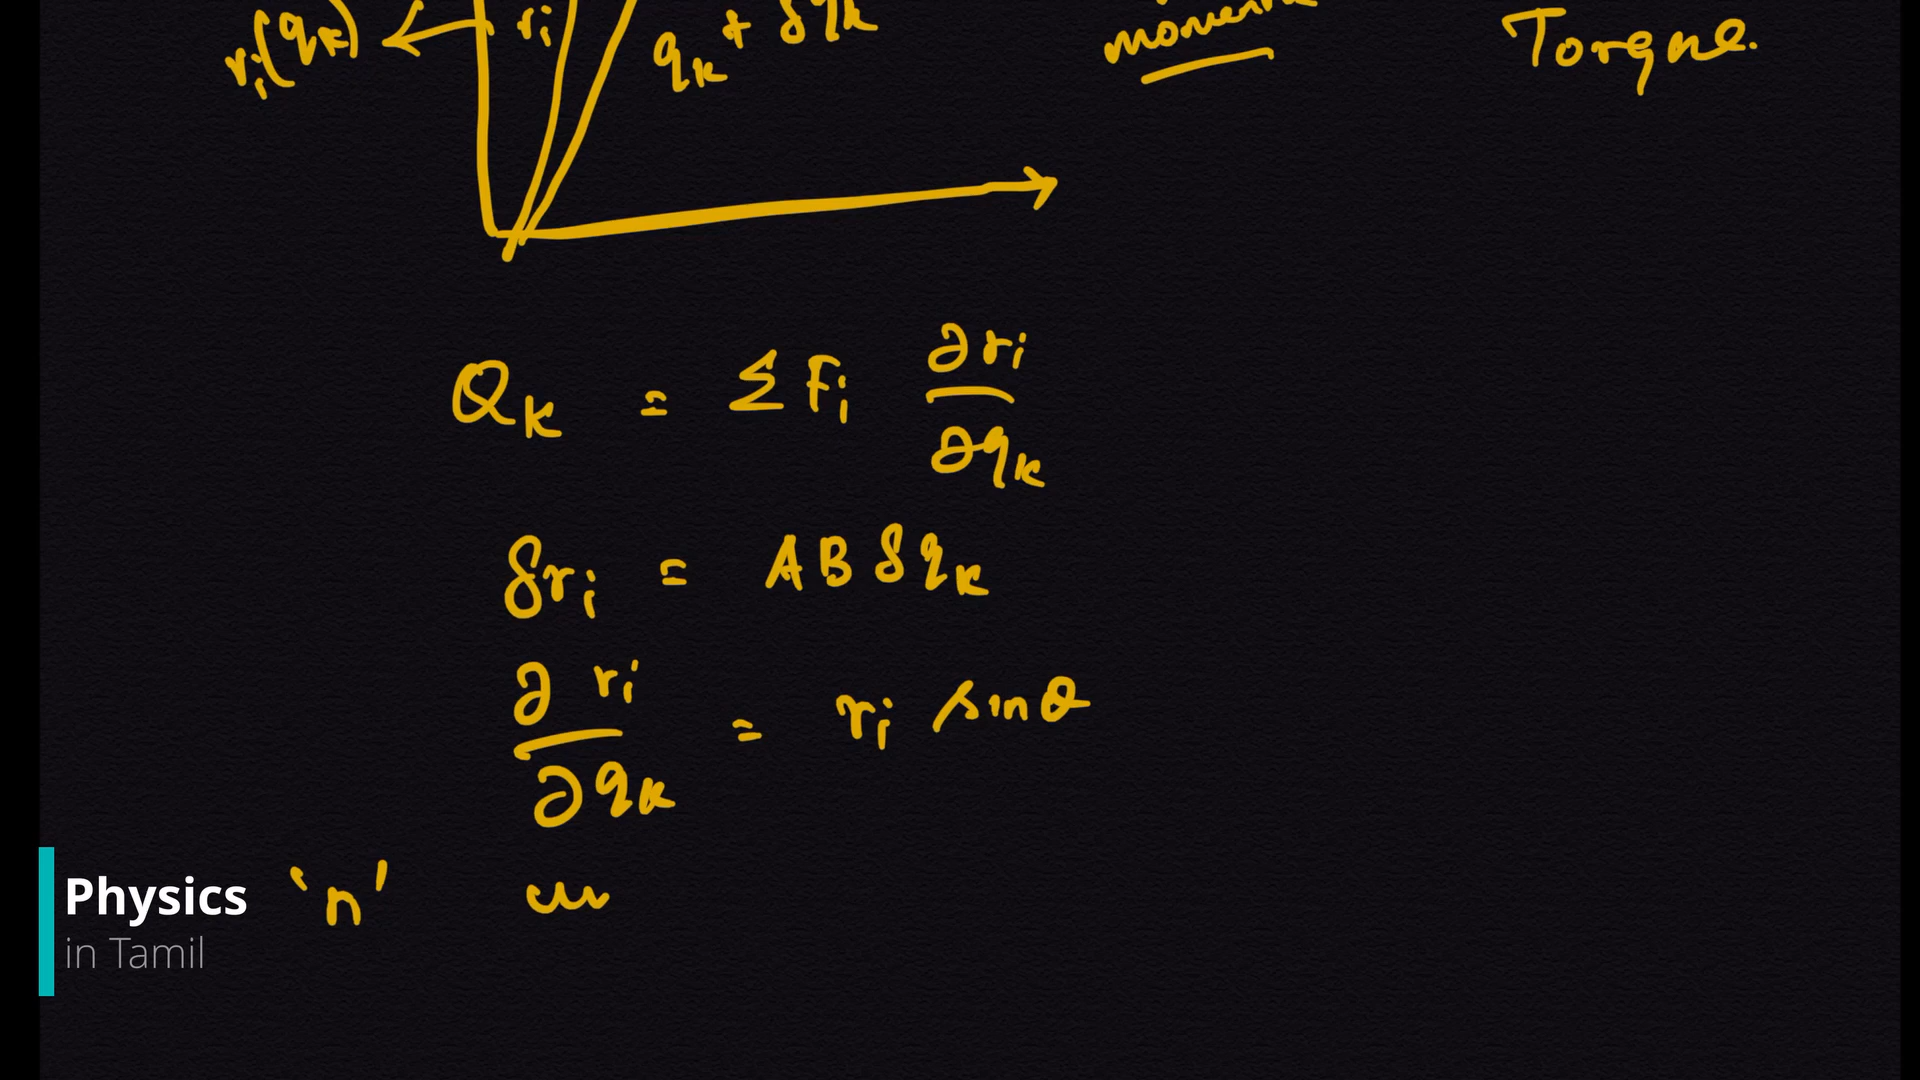 rᵢ(qₖ) rᵢ qₖ + δqₖ Torque.
Qₖ = Σ Fᵢ ∂rᵢ/∂qₖ
δrᵢ = AB δqₖ
∂rᵢ/∂qₖ = rᵢ sinθ
'n'
Physics
in Tamil